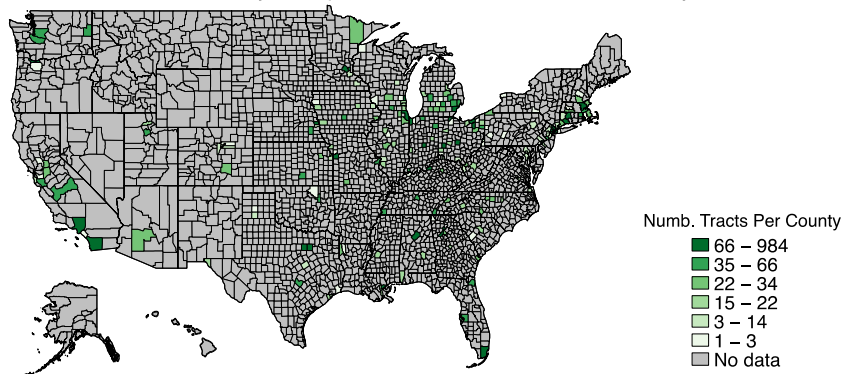 Numb. Tracts Per County
66 – 984
35 – 66
22 – 34
15 – 22
3 – 14
1 – 3
No data